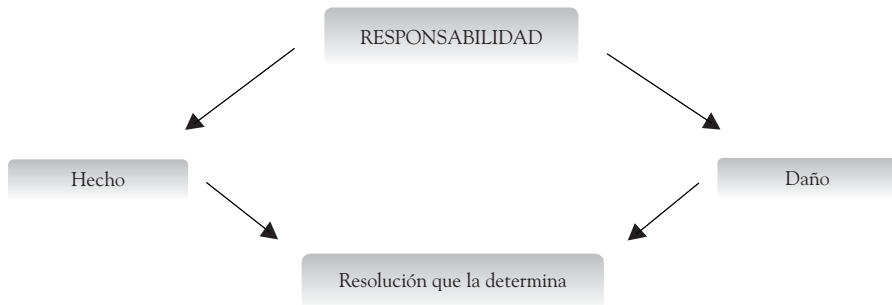 RESPONSABILIDAD
Hecho
Daño
Resolución que la determina